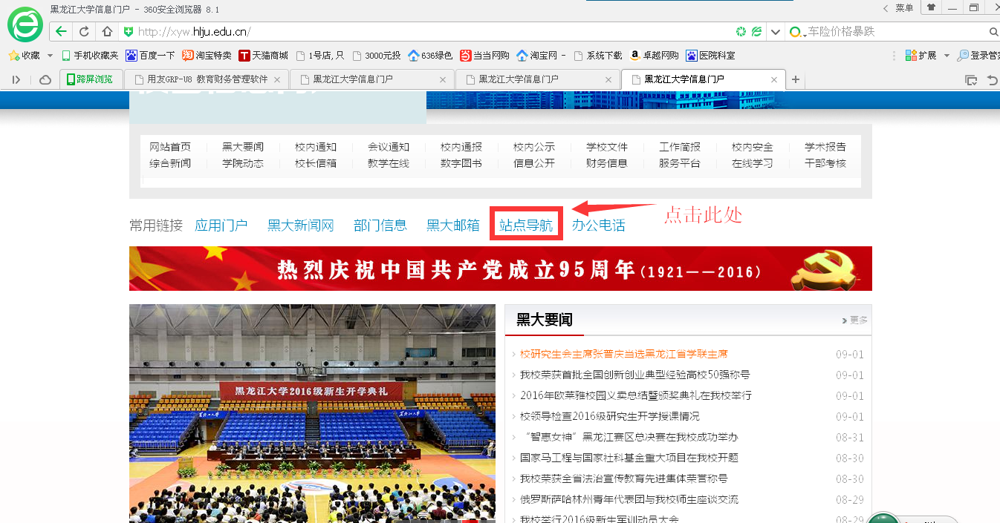 黑龙江大学信息门户 - 360安全浏览器 8.1
菜单
http://xyw.hlju.edu.cn/
车险价格暴跌
收藏 手机收藏夹 百度一下 淘宝特卖 天猫商城 1号店, 只 3000元投 636绿色 当当网购 淘宝网 - 系统下载 卓越网购 医院科室 扩展 登录管家
跨屏浏览 用友GRP-U8 教育财务管理软件 黑龙江大学信息门户 黑龙江大学信息门户 黑龙江大学信息门户
网站首页 黑大要闻 校内通知 会议通知 校内通报 校内公示 学校文件 工作简报 校内安全 学术报告
综合新闻 学院动态 校长信箱 教学在线 数字图书 信息公开 财务信息 服务平台 在线学习 干部考核
点击此处
常用链接 应用门户 黑大新闻网 部门信息 黑大邮箱 站点导航 办公电话
热烈庆祝中国共产党成立95周年(1921——2016)
黑龙江大学2016级新生开学典礼
黑大要闻 更多
校研究生会主席张晋庆当选黑龙江省学联主席 09-01
我校荣获首批全国创新创业典型经验高校50强称号 09-01
2016年欧莱雅校园义卖总结暨颁奖典礼在我校举行 09-01
校领导检查2016级研究生开学授课情况 09-01
“智惠女神”黑龙江赛区总决赛在我校成功举办 08-31
国家马工程与国家社科基金重大项目在我校开题 08-30
我校荣获全省法治宣传教育先进集体荣誉称号 08-30
俄罗斯萨哈林州青年代表团与我校师生座谈交流 08-29
我校举行2016级新生军训动员大会 08-29